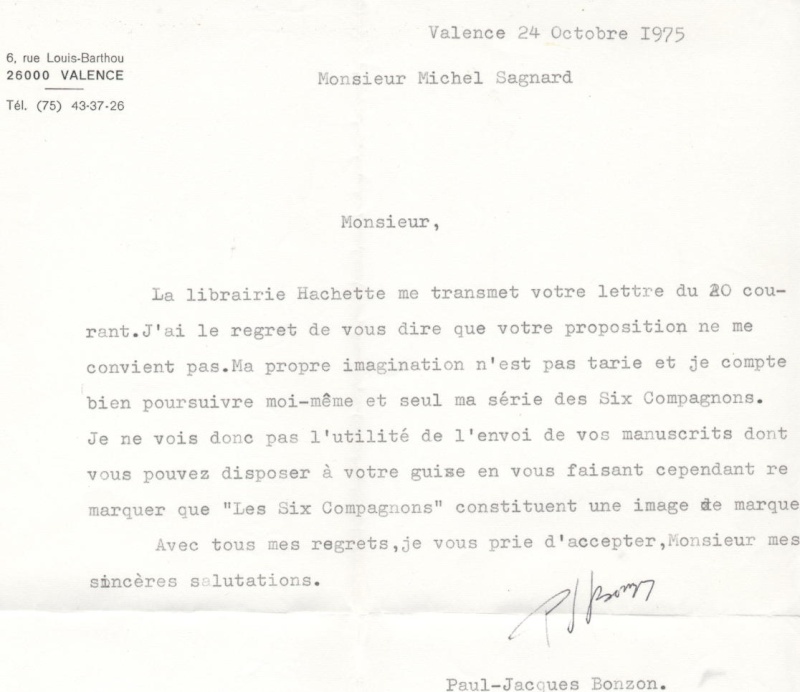 Valence 24 Octobre I975
6, rue Louis-Barthou
26000 VALENCE
Tél. (75) 43-37-26
Monsieur Michel Sagnard
Monsieur,
La librairie Hachette me transmet votre lettre du 20 cou-
rant.J'ai le regret de vous dire que votre proposition ne me
convient pas.Ma propre imagination n'est pas tarie et je compte
bien poursuivre moi-même et seul ma série des Six Compagnons.
Je ne vois donc pas l'utilité de l'envoi de vos manuscrits dont
vous pouvez disposer à votre guise en vous faisant cependant re
marquer que "Les Six Compagnons" constituent une image de marque
Avec tous mes regrets,je vous prie d'accepter,Monsieur mes
sincères salutations.
PJBonzon
Paul-Jacques Bonzon.